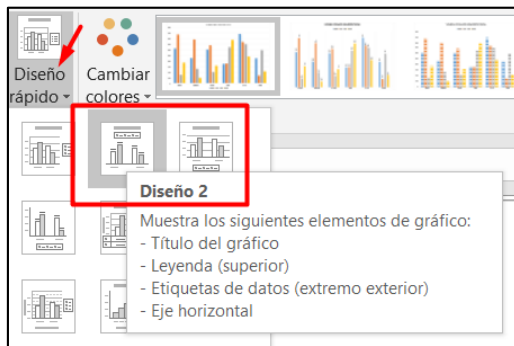 Diseño
rápido
Cambiar
colores
Diseño 2
Muestra los siguientes elementos de gráfico:
- Título del gráfico
- Leyenda (superior)
- Etiquetas de datos (extremo exterior)
- Eje horizontal